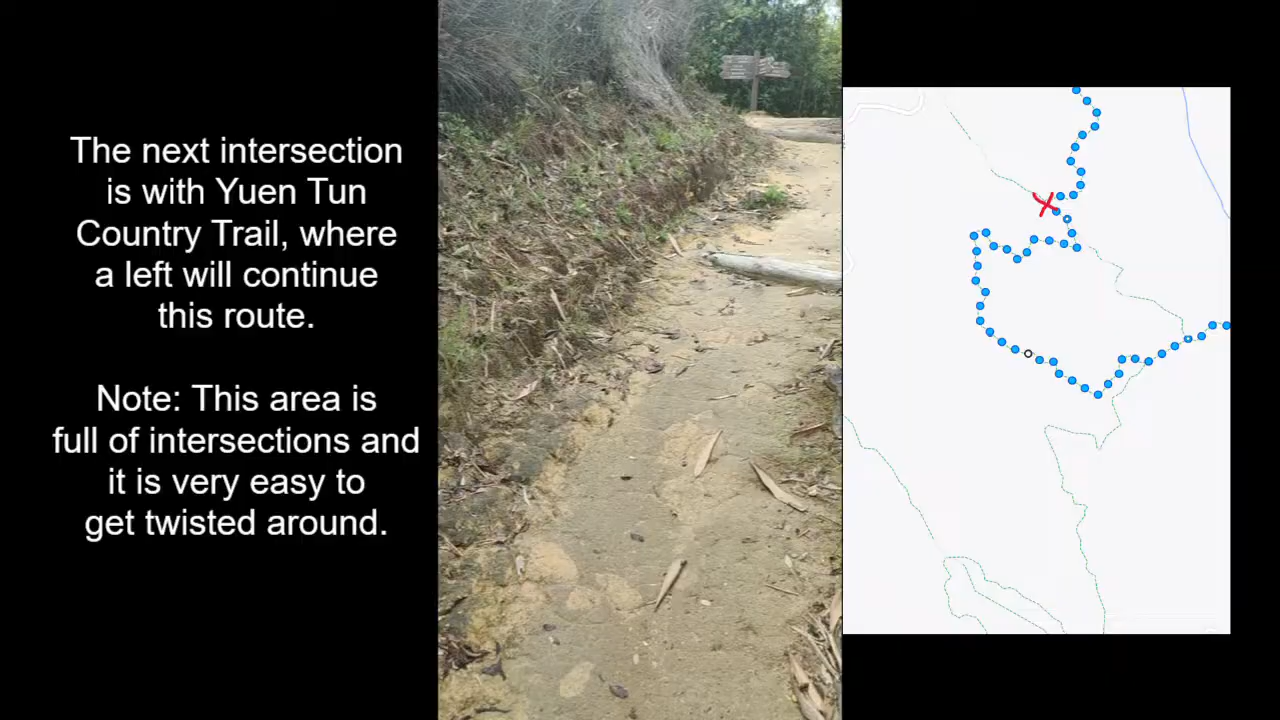 The next intersection
is with Yuen Tun
Country Trail, where
a left will continue
this route.
Note: This area is
full of intersections and
it is very easy to
get twisted around.